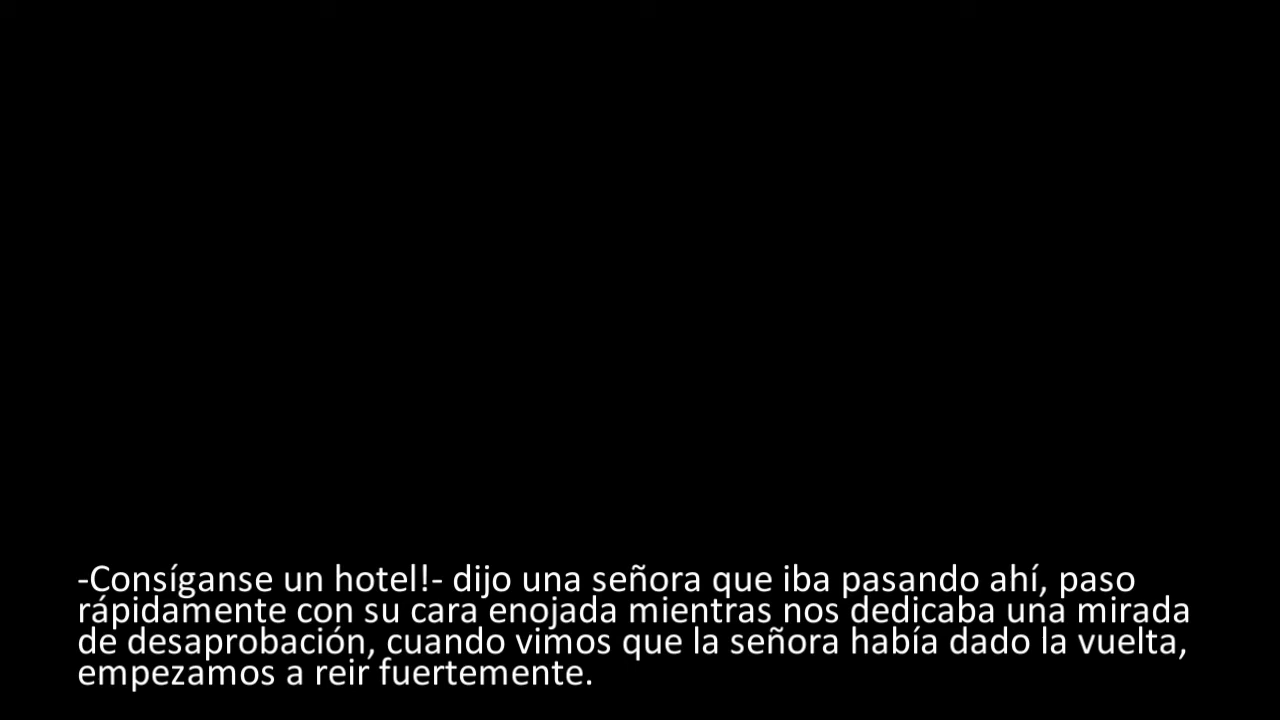 -Consíganse un hotel!- dijo una señora que iba pasando ahí, paso
rápidamente con su cara enojada mientras nos dedicaba una mirada
de desaprobación, cuando vimos que la señora había dado la vuelta,
empezamos a reir fuertemente.